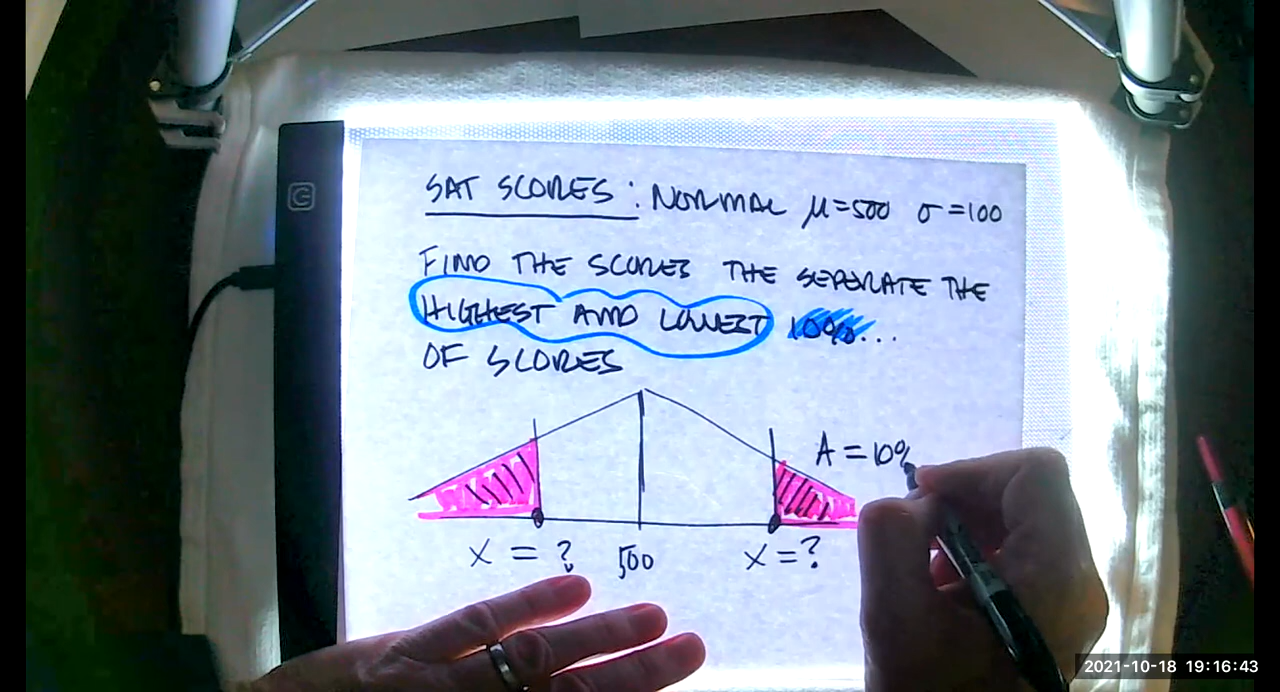 SAT SCORES: NORMAL μ=500 σ=100
FIND THE SCORES THE SEPERATE THE
HIGHEST AND LOWEST 10%...
OF SCORES
A = 10%
X = ? 500 X = ?
2021-10-18 19:16:43